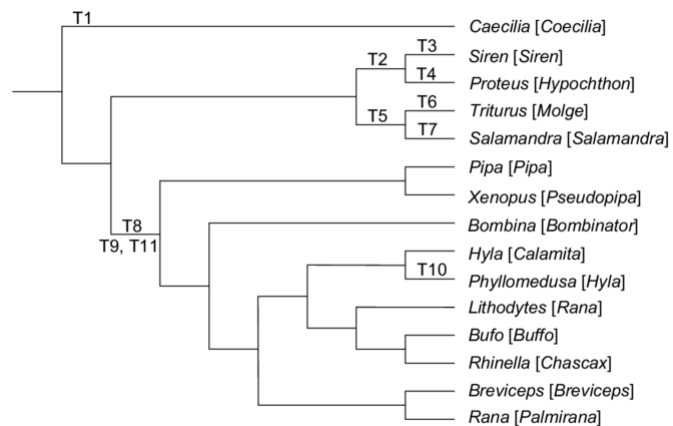 T1
Caecilia [Coecilia]
T3
Siren [Siren]
T2
T4
Proteus [Hypochthon]
T6
Triturus [Molge]
T5
T7
Salamandra [Salamandra]
Pipa [Pipa]
Xenopus [Pseudopipa]
T8
Bombina [Bombinator]
T9, T11
Hyla [Calamita]
T10
Phyllomedusa [Hyla]
Lithodytes [Rana]
Bufo [Buffo]
Rhinella [Chascax]
Breviceps [Breviceps]
Rana [Palmirana]